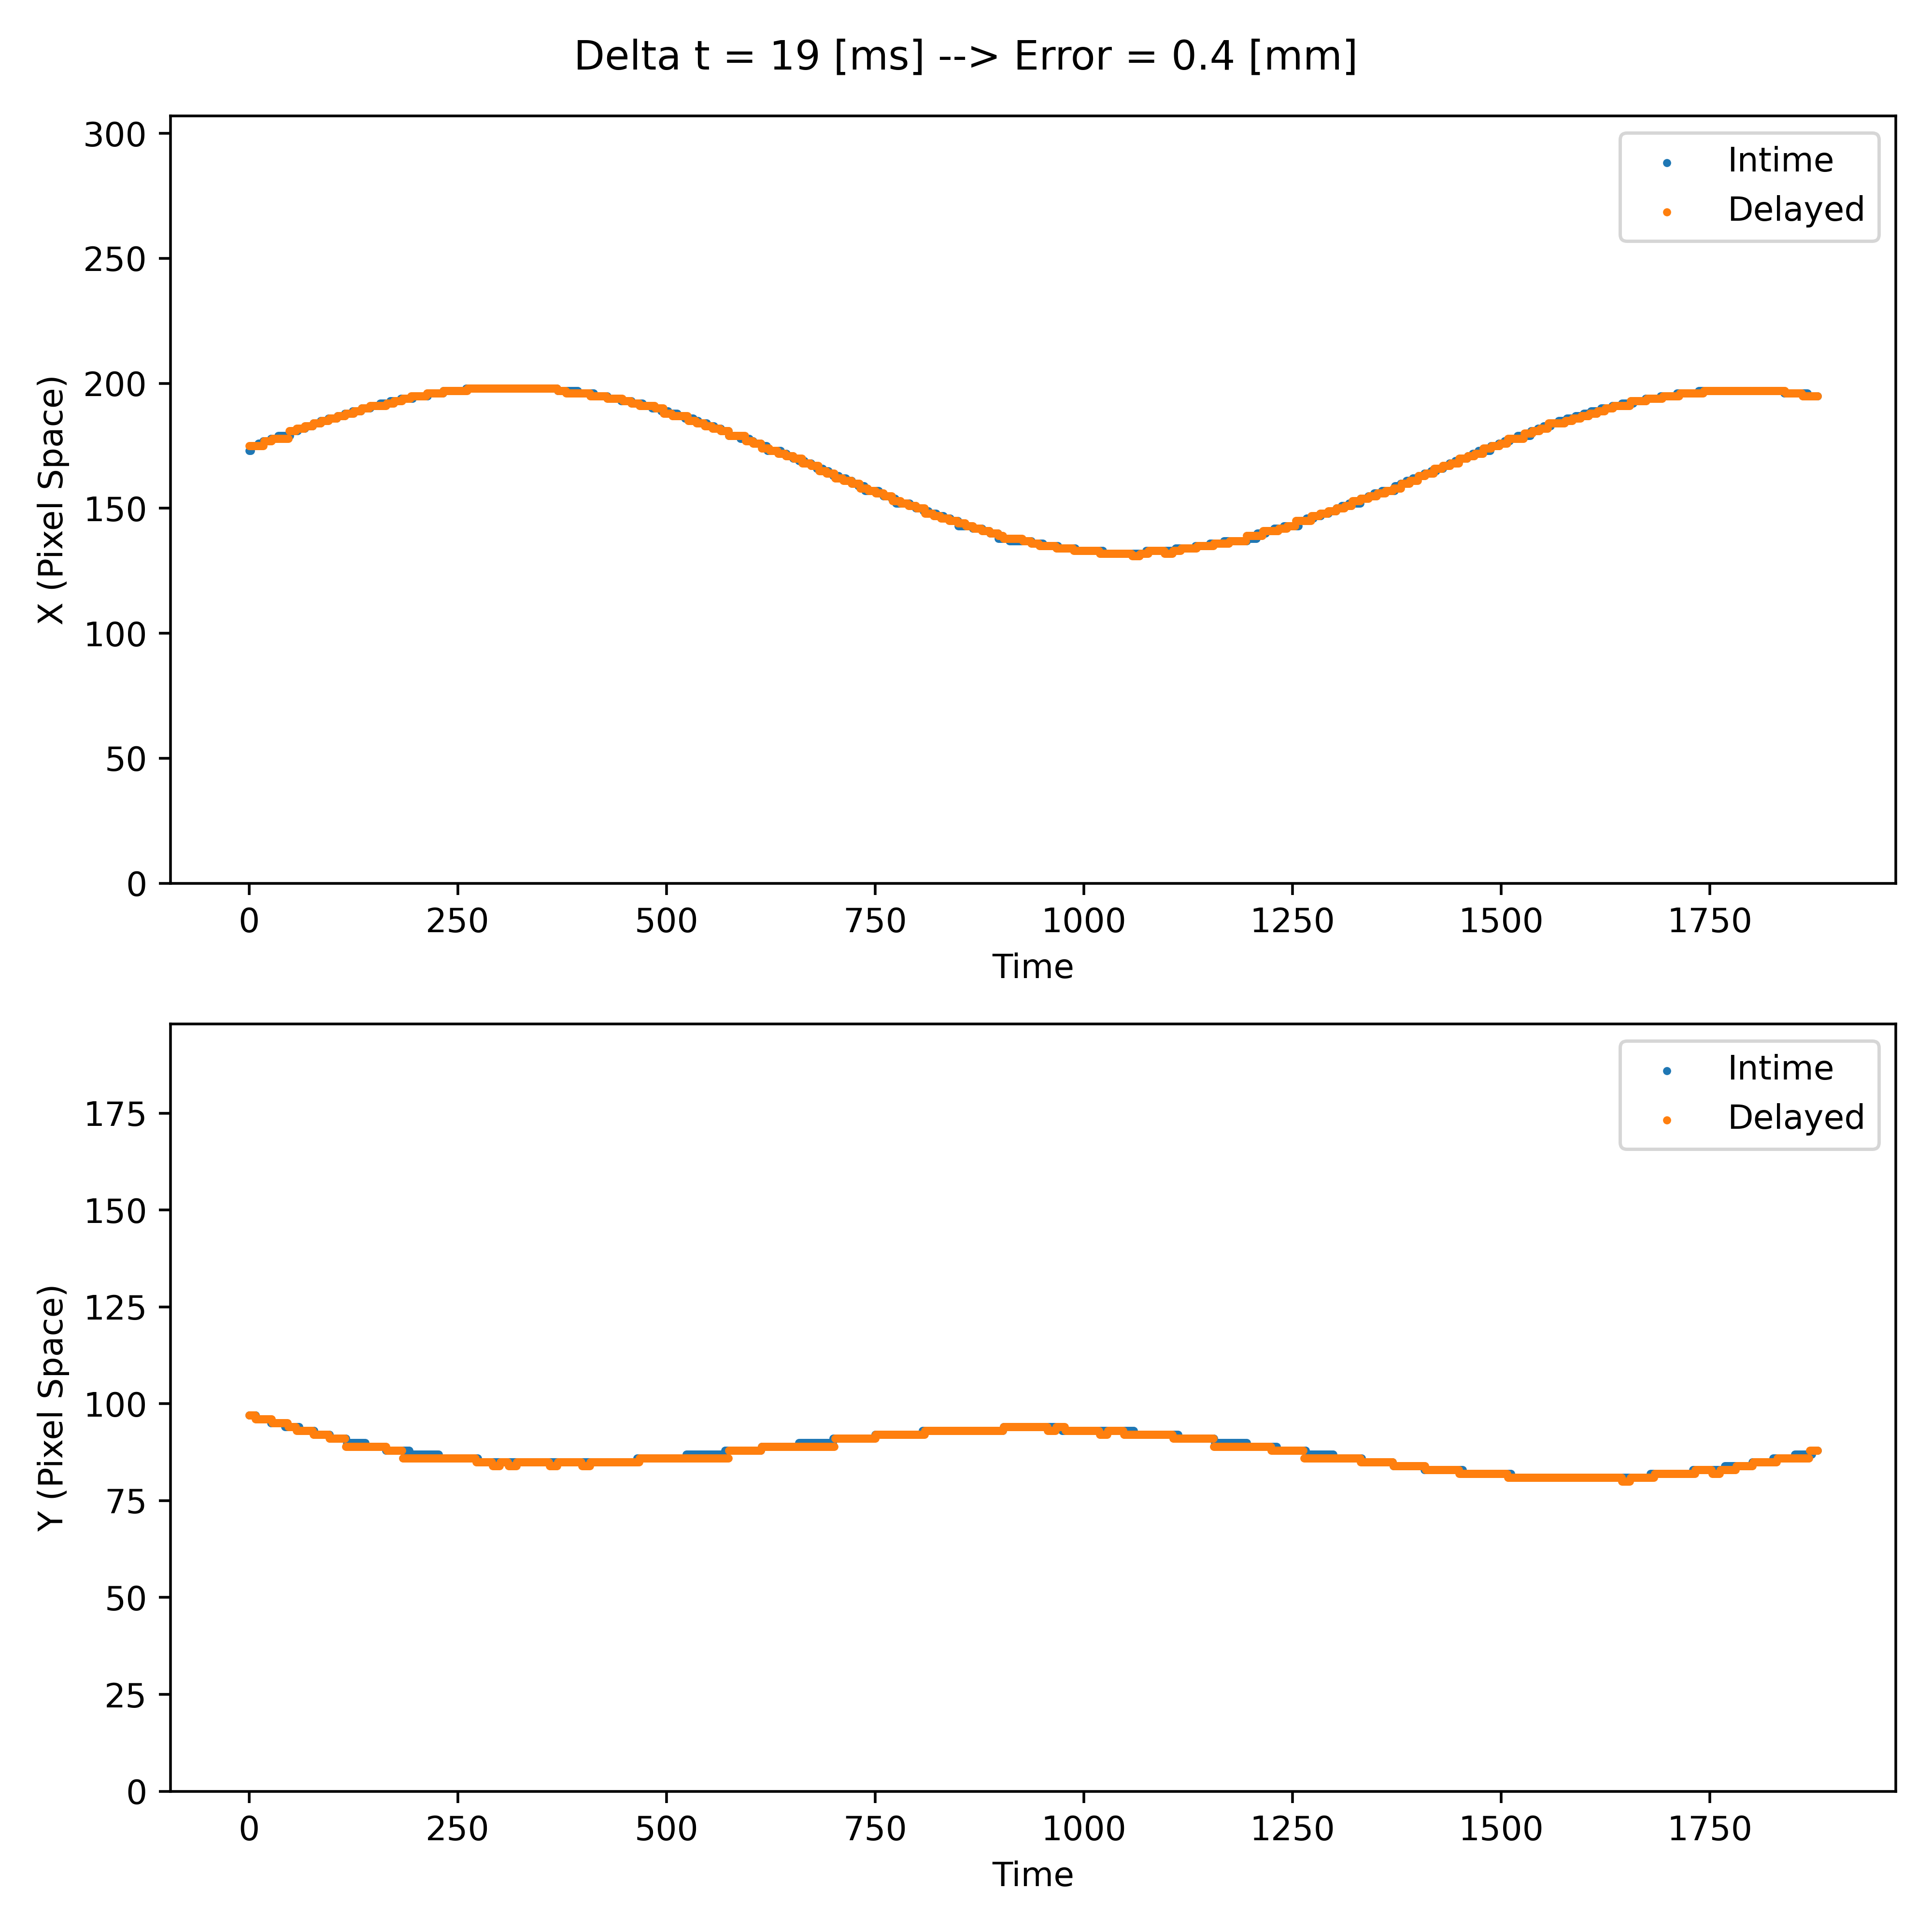 Delta t = 19 [ms] --> Error = 0.4 [mm]
300
250
200
150
100
50
0
X (Pixel Space)
Intime
Delayed
0 250 500 750 1000 1250 1500 1750
Time
175
150
125
100
75
50
25
0
Y (Pixel Space)
Intime
Delayed
0 250 500 750 1000 1250 1500 1750
Time